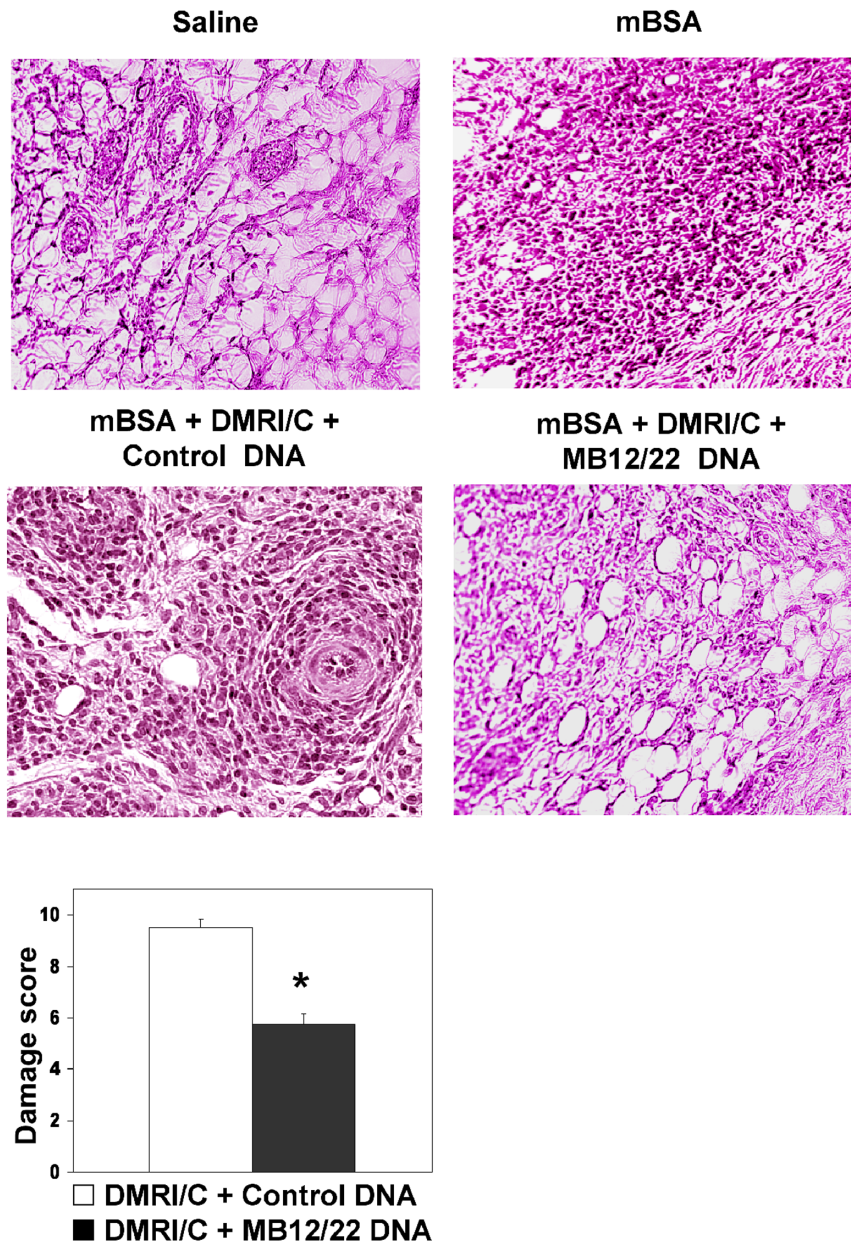 Saline
mBSA
mBSA + DMRI/C +
Control DNA
mBSA + DMRI/C +
MB12/22 DNA
10
8
6
4
2
0
Damage score
*
DMRI/C + Control DNA
DMRI/C + MB12/22 DNA